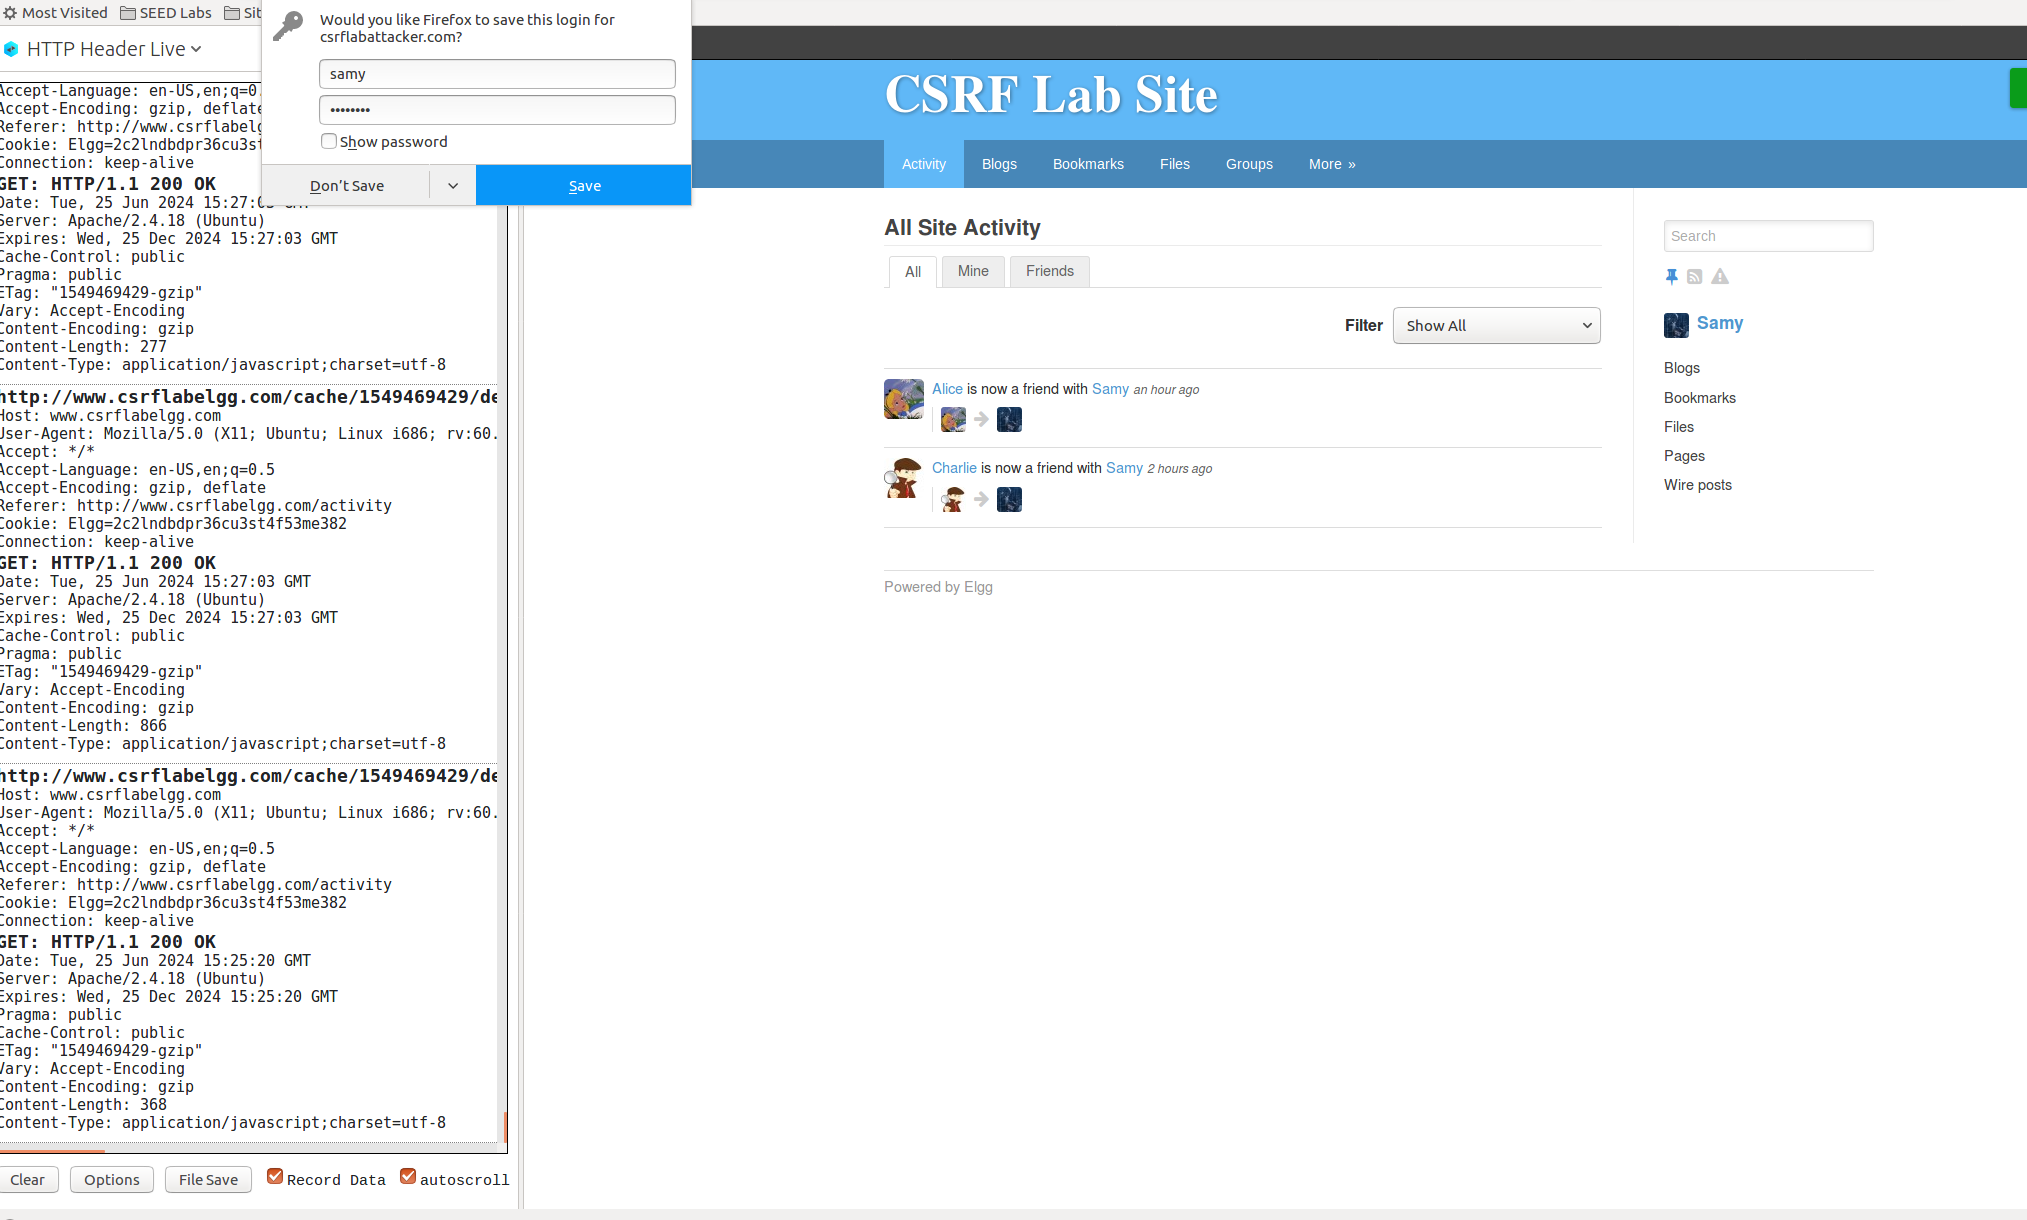 Most Visited SEED Labs Sit
HTTP Header Live
Accept-Language: en-US,en;q=0.
Accept-Encoding: gzip, deflate
Referer: http://www.csrflabelg
Cookie: Elgg=2c2lndbdpr36cu3st
Connection: keep-alive
GET: HTTP/1.1 200 OK
Date: Tue, 25 Jun 2024 15:27:03 GMT
Server: Apache/2.4.18 (Ubuntu)
Expires: Wed, 25 Dec 2024 15:27:03 GMT
Cache-Control: public
Pragma: public
ETag: "1549469429-gzip"
Vary: Accept-Encoding
Content-Encoding: gzip
Content-Length: 277
Content-Type: application/javascript;charset=utf-8
http://www.csrflabelgg.com/cache/1549469429/de
Host: www.csrflabelgg.com
User-Agent: Mozilla/5.0 (X11; Ubuntu; Linux i686; rv:60.
Accept: */*
Accept-Language: en-US,en;q=0.5
Accept-Encoding: gzip, deflate
Referer: http://www.csrflabelgg.com/activity
Cookie: Elgg=2c2lndbdpr36cu3st4f53me382
Connection: keep-alive
GET: HTTP/1.1 200 OK
Date: Tue, 25 Jun 2024 15:27:03 GMT
Server: Apache/2.4.18 (Ubuntu)
Expires: Wed, 25 Dec 2024 15:27:03 GMT
Cache-Control: public
Pragma: public
ETag: "1549469429-gzip"
Vary: Accept-Encoding
Content-Encoding: gzip
Content-Length: 866
Content-Type: application/javascript;charset=utf-8
http://www.csrflabelgg.com/cache/1549469429/de
Host: www.csrflabelgg.com
User-Agent: Mozilla/5.0 (X11; Ubuntu; Linux i686; rv:60.
Accept: */*
Accept-Language: en-US,en;q=0.5
Accept-Encoding: gzip, deflate
Referer: http://www.csrflabelgg.com/activity
Cookie: Elgg=2c2lndbdpr36cu3st4f53me382
Connection: keep-alive
GET: HTTP/1.1 200 OK
Date: Tue, 25 Jun 2024 15:25:20 GMT
Server: Apache/2.4.18 (Ubuntu)
Expires: Wed, 25 Dec 2024 15:25:20 GMT
Pragma: public
Cache-Control: public
ETag: "1549469429-gzip"
Vary: Accept-Encoding
Content-Encoding: gzip
Content-Length: 368
Content-Type: application/javascript;charset=utf-8
Clear Options File Save Record Data autoscroll
Would you like Firefox to save this login for
csrflabattacker.com?
samy
••••••••
Show password
Don't Save Save
CSRF Lab Site
Activity Blogs Bookmarks Files Groups More »
All Site Activity
All Mine Friends
Filter Show All
Alice is now a friend with Samy an hour ago
Charlie is now a friend with Samy 2 hours ago
Powered by Elgg
Search
Samy
Blogs
Bookmarks
Files
Pages
Wire posts